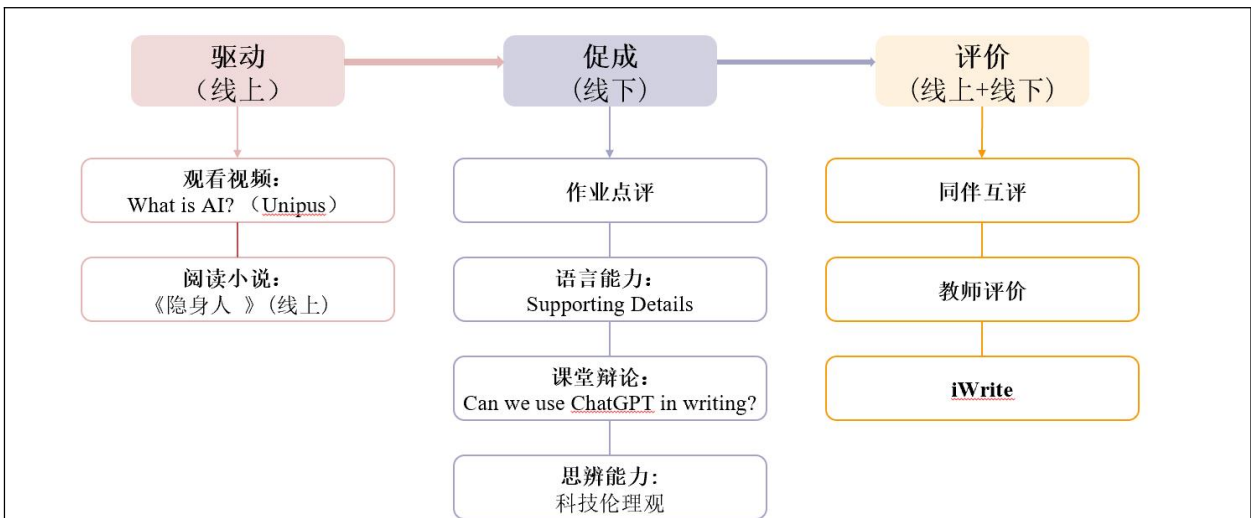 驱动
（线上）
观看视频：
What is AI? （Unipus）
阅读小说：
《隐身人 》(线上)
促成
(线下)
作业点评
语言能力：
Supporting Details
课堂辩论：
Can we use ChatGPT in writing?
思辨能力:
科技伦理观
评价
(线上+线下)
同伴互评
教师评价
iWrite